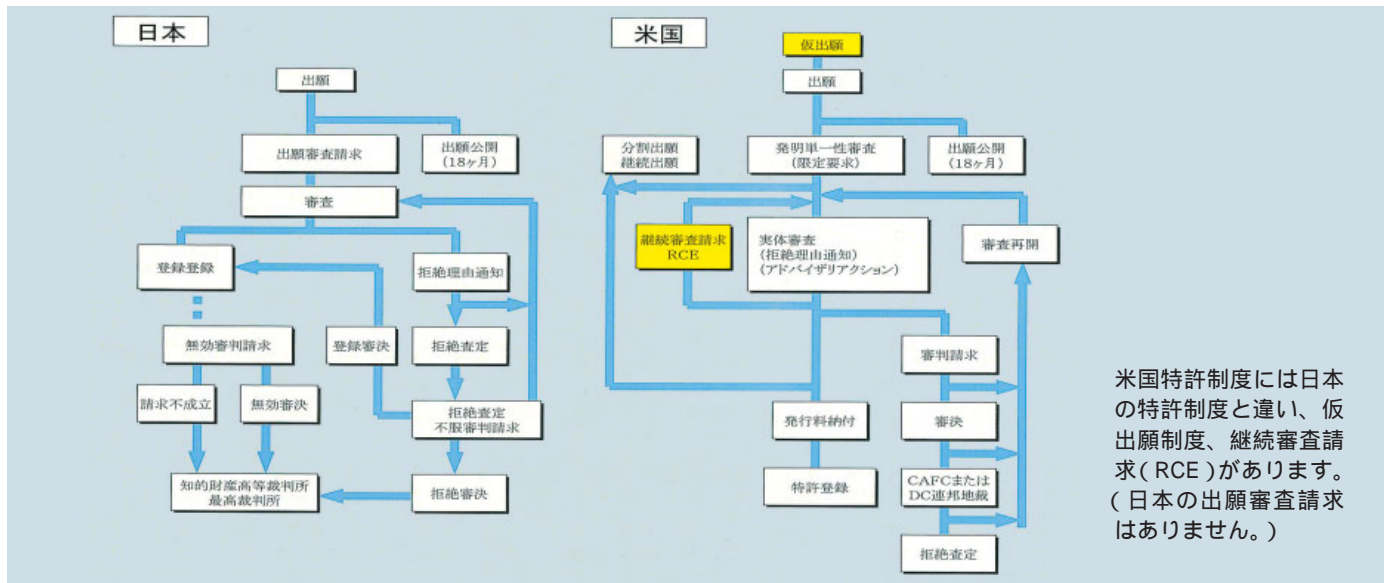 日本
出願
出願審査請求
出願公開
(18ヶ月)
審査
登録登録
拒絶理由通知
無効審判請求
登録審決
拒絶査定
請求不成立
無効審決
拒絶査定
不服審判請求
知的財産高等裁判所
最高裁判所
拒絶審決
米国
仮出願
出願
分割出願
継続出願
発明単一性審査
(限定要求)
出願公開
(18ヶ月)
継続審査請求
RCE
実体審査
(拒絶理由通知)
(アドバイザリアクション)
審査再開
審判請求
発行料納付
審決
特許登録
CAFCまたは
DC連邦地裁
拒絶査定
米国特許制度には日本
の特許制度と違い、仮
出願制度、継続審査請
求(RCE)があります。
(日本の出願審査請求
はありません。)